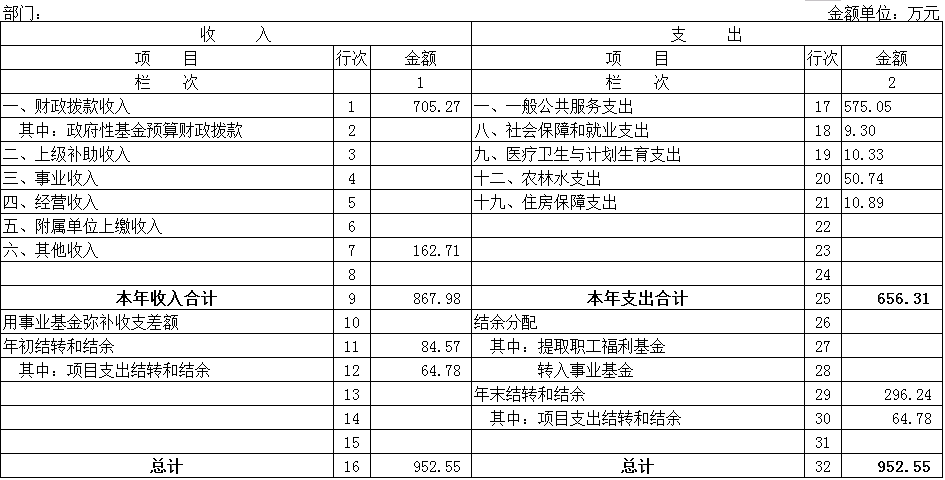 部门： 金额单位：万元
收 入 支 出
项 目 行次 金额 项 目 行次 金额
栏 次 1 栏 次 2
一、财政拨款收入 1 705.27 一、一般公共服务支出 17 575.05
其中：政府性基金预算财政拨款 2 八、社会保障和就业支出 18 9.30
二、上级补助收入 3 九、医疗卫生与计划生育支出 19 10.33
三、事业收入 4 十二、农林水支出 20 50.74
四、经营收入 5 十九、住房保障支出 21 10.89
五、附属单位上缴收入 6 22
六、其他收入 7 162.71 23
8 24
本年收入合计 9 867.98 本年支出合计 25 656.31
用事业基金弥补收支差额 10 结余分配 26
年初结转和结余 11 84.57 其中：提取职工福利基金 27
其中：项目支出结转和结余 12 64.78 转入事业基金 28
13 年末结转和结余 29 296.24
14 其中：项目支出结转和结余 30 64.78
15 31
总计 16 952.55 总计 32 952.55